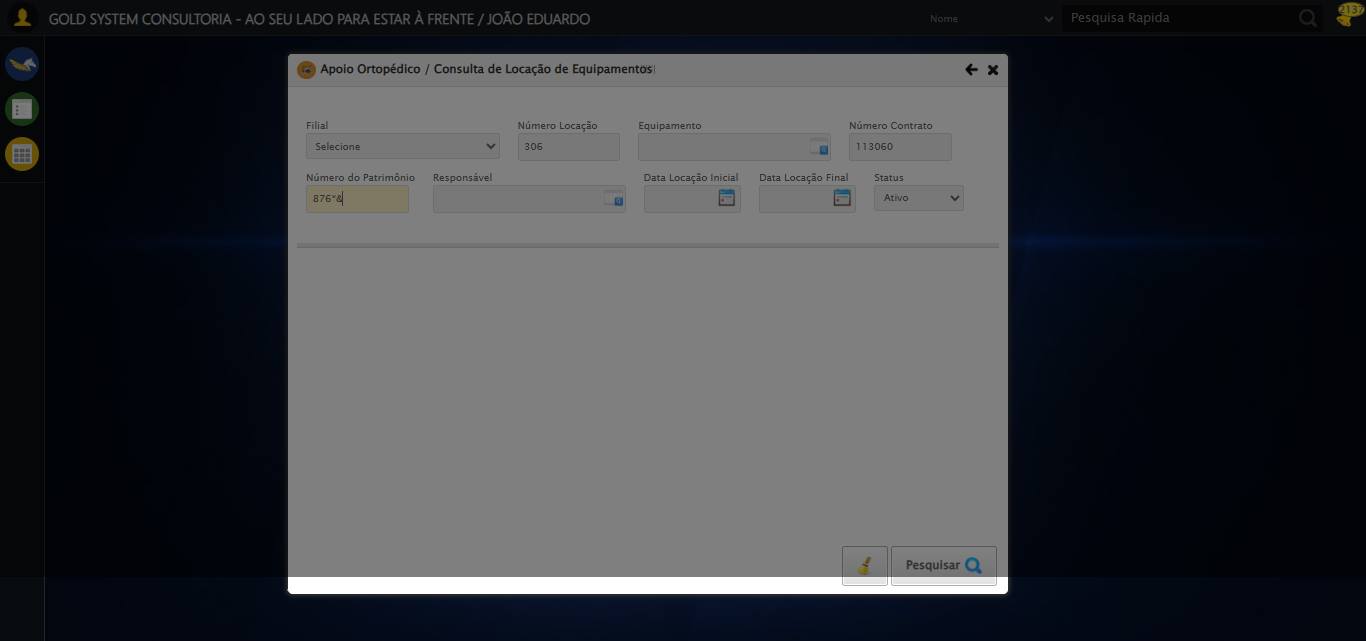 GOLD SYSTEM CONSULTORIA - AO SEU LADO PARA ESTAR À FRENTE / JOÃO EDUARDO
Nome
Pesquisa Rapida
2137
Apoio Ortopédico / Consulta de Locação de Equipamentos
Filial
Número Locação
Equipamento
Número Contrato
Selecione
306
113060
Número do Patrimônio
Responsável
Data Locação Inicial
Data Locação Final
Status
876*&
Ativo
Pesquisar